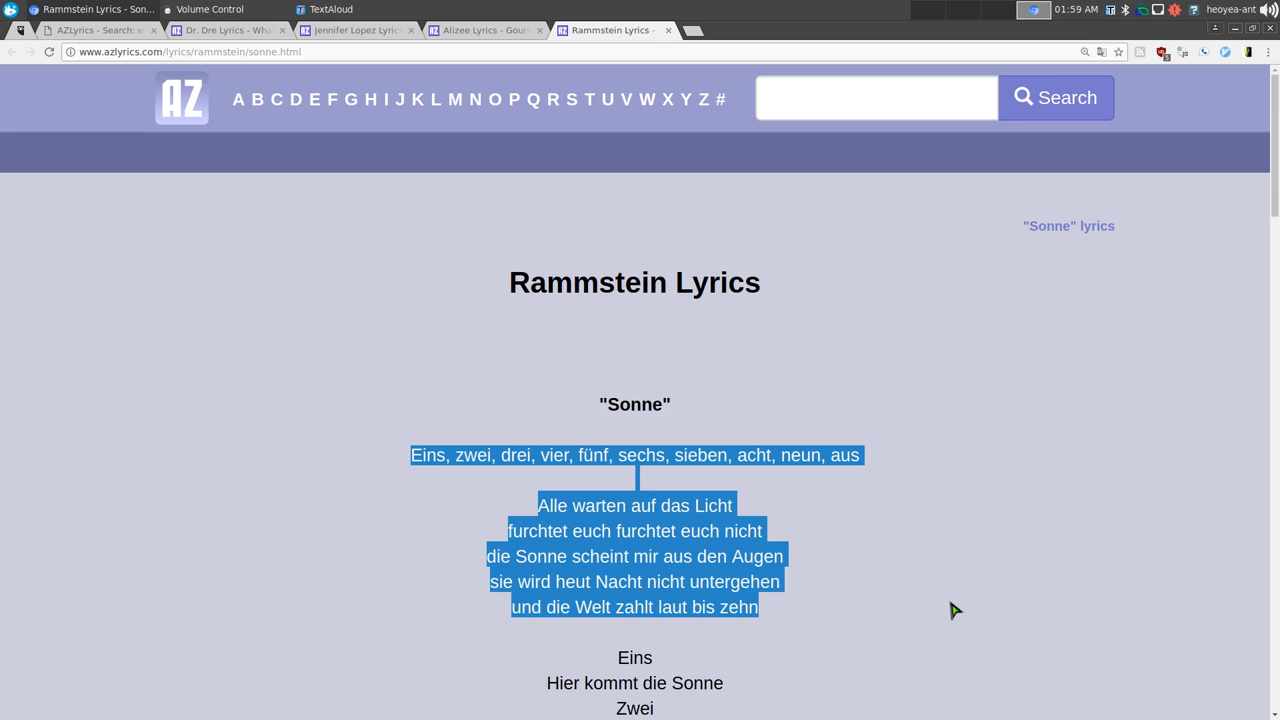 Rammstein Lyrics - Son...
Volume Control
TextAloud
01:59 AM
heoyea-ant
AZLyrics - Search: w
Dr. Dre Lyrics - Wha
Jennifer Lopez Lyric
Alizee Lyrics - Gour
Rammstein Lyrics -
www.azlyrics.com/lyrics/rammstein/sonne.html
5
AZ
A B C D E F G H I J K L M N O P Q R S T U V W X Y Z #
Search
"Sonne" lyrics
Rammstein Lyrics
"Sonne"
Eins, zwei, drei, vier, fünf, sechs, sieben, acht, neun, aus
Alle warten auf das Licht
furchtet euch furchtet euch nicht
die Sonne scheint mir aus den Augen
sie wird heut Nacht nicht untergehen
und die Welt zahlt laut bis zehn
Eins
Hier kommt die Sonne
Zwei